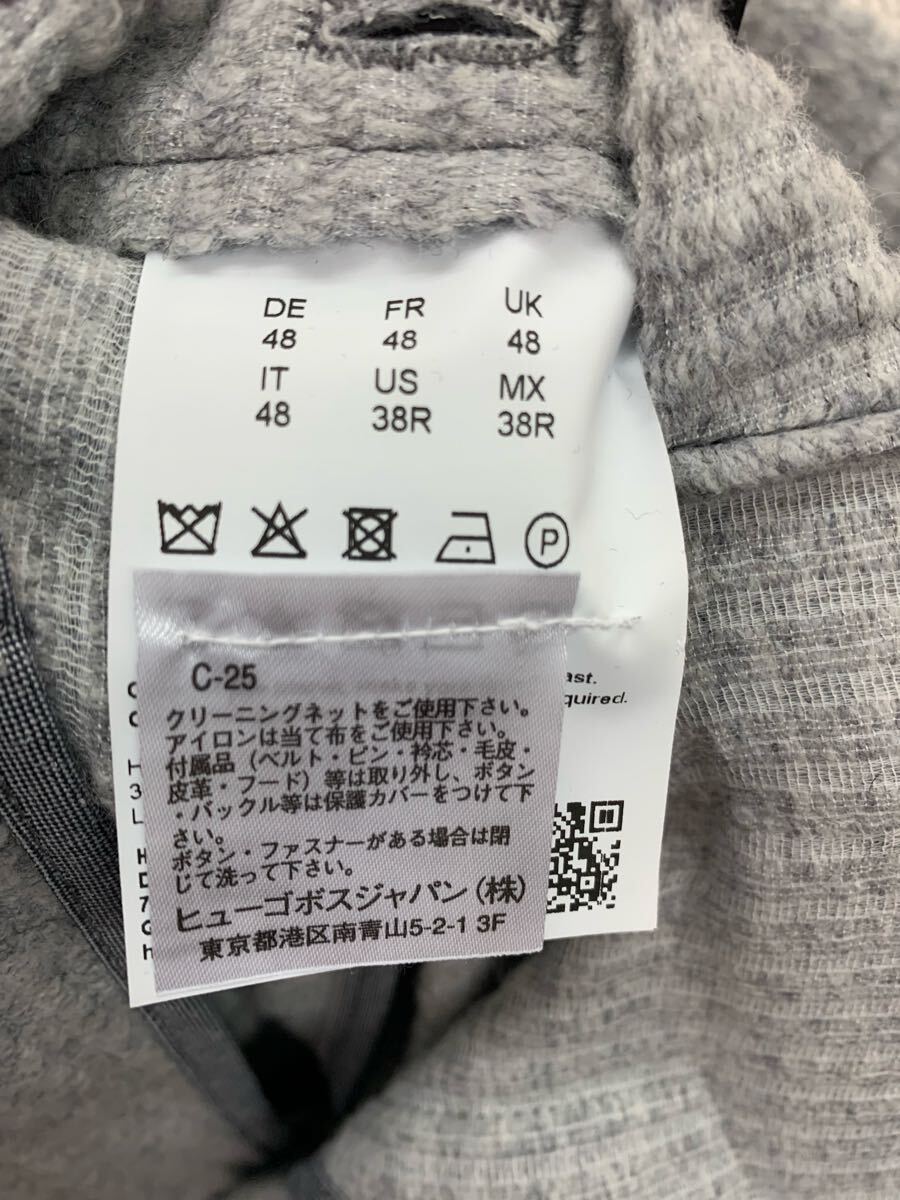 DE FR UK
48 48 48
IT US MX
48 38R 38R
P
C-25
クリーニングネットをご使用下さい。
アイロンは当て布をご使用下さい。
付属品(ベルト・ピン・衿芯・毛皮・
皮革・フード)等は取り外し、ボタン
・バックル等は保護カバーをつけて下
さい。
ボタン・ファスナーがある場合は閉
じて洗って下さい。
ヒューゴボスジャパン(株)
東京都港区南青山5-2-1 3F